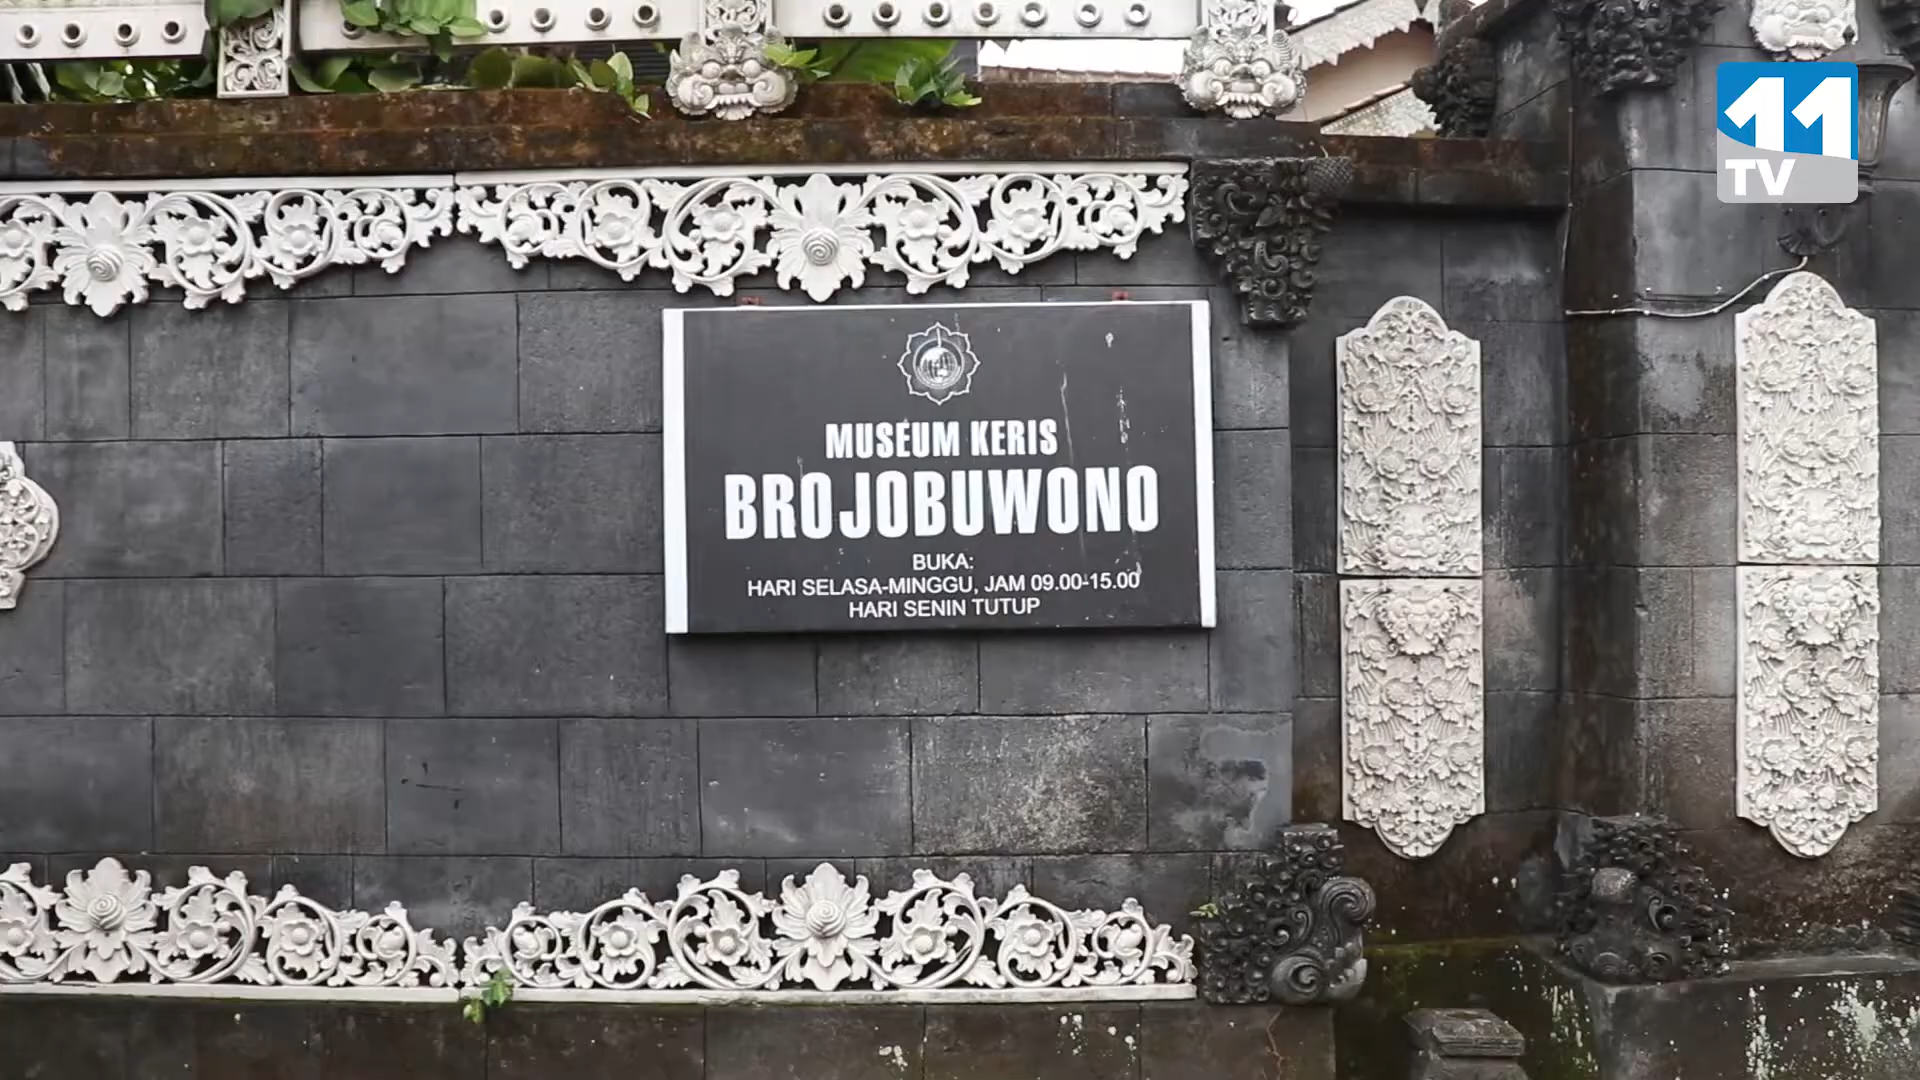 11
TV
MUSEUM KERIS
BROJOBUWONO
BUKA:
HARI SELASA-MINGGU, JAM 09.00-15.00
HARI SENIN TUTUP